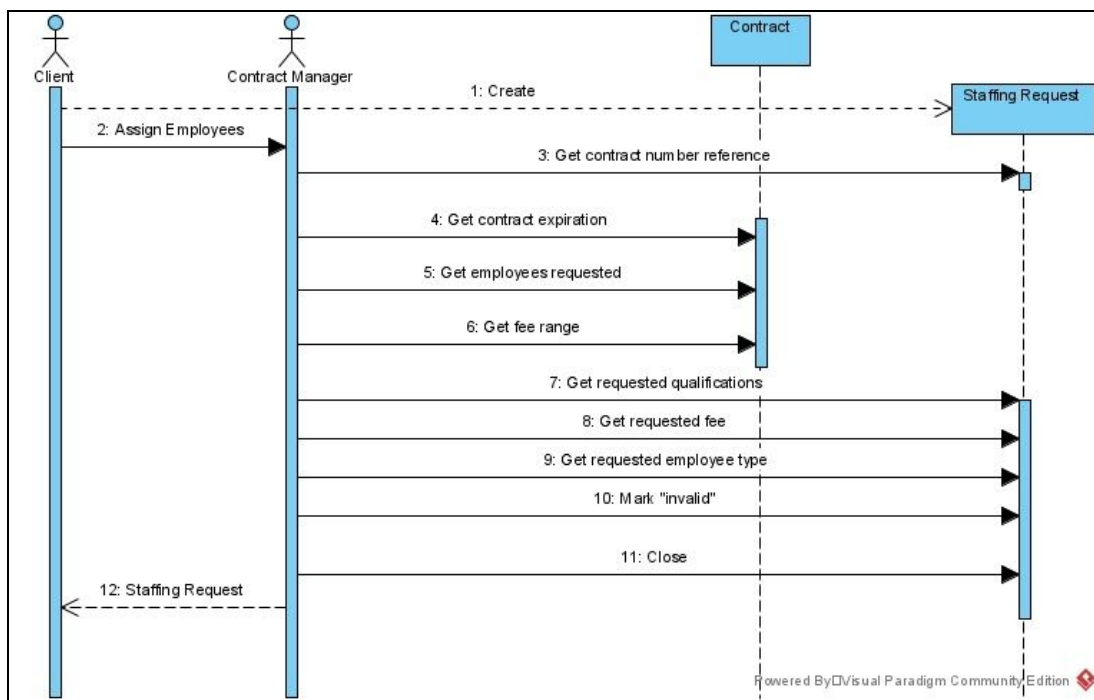 Contract
Client
Contract Manager
1: Create
Staffing Request
2: Assign Employees
3: Get contract number reference
4: Get contract expiration
5: Get employees requested
6: Get fee range
7: Get requested qualifications
8: Get requested fee
9: Get requested employee type
10: Mark "invalid"
11: Close
12: Staffing Request
Powered By□Visual Paradigm Community Edition